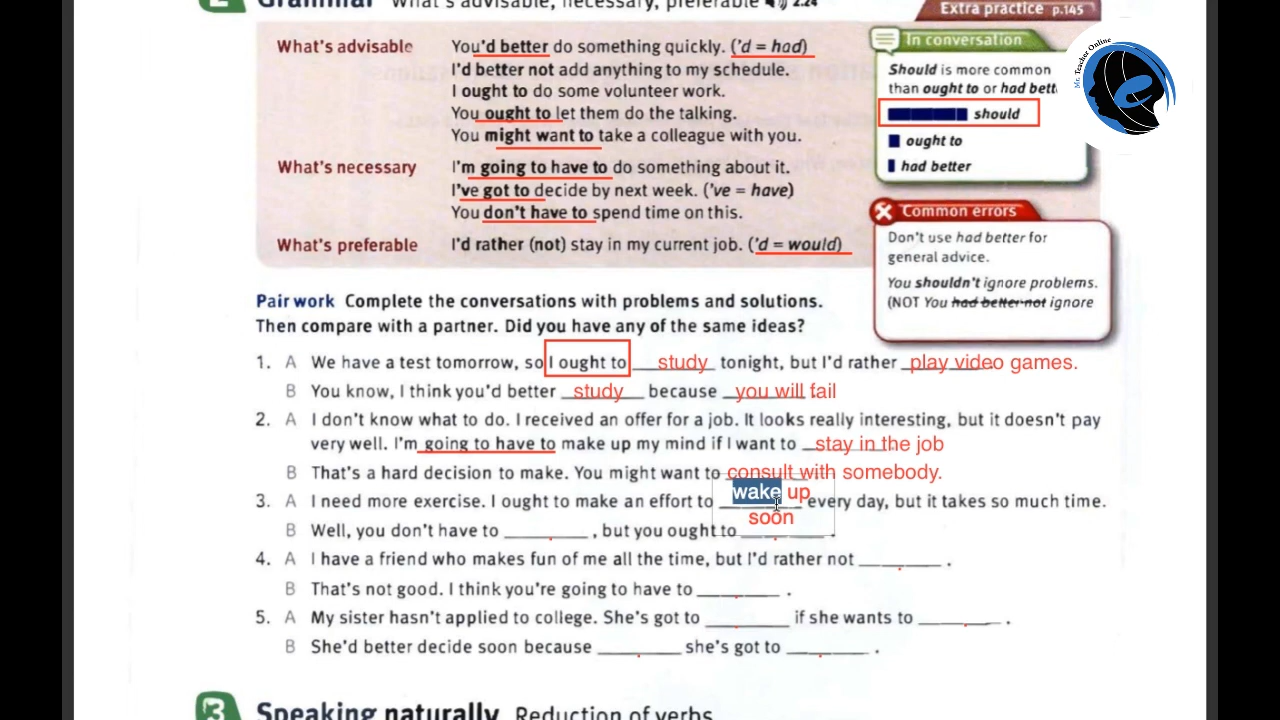 2 Grammar What's advisable, necessary, preferable 2.24
Extra practice p.145
What's advisable You'd better do something quickly. ('d = had)
I'd better not add anything to my schedule.
I ought to do some volunteer work.
You ought to let them do the talking.
You might want to take a colleague with you.
What's necessary I'm going to have to do something about it.
I've got to decide by next week. ('ve = have)
You don't have to spend time on this.
What's preferable I'd rather (not) stay in my current job. ('d = would)
In conversation
Should is more common
than ought to or had bett
should
ought to
had better
Mr. Teacher Online
Common errors
Don't use had better for
general advice.
You shouldn't ignore problems.
(NOT You had better not ignore
Pair work Complete the conversations with problems and solutions.
Then compare with a partner. Did you have any of the same ideas?
1. A We have a test tomorrow, so I ought to study tonight, but I'd rather play video games.
B You know, I think you'd better study because you will fail .
2. A I don't know what to do. I received an offer for a job. It looks really interesting, but it doesn't pay
very well. I'm going to have to make up my mind if I want to stay in the job
B That's a hard decision to make. You might want to consult with somebody.
3. A I need more exercise. I ought to make an effort to wake up every day, but it takes so much time.
soon
B Well, you don't have to ________ , but you ought to ________ .
4. A I have a friend who makes fun of me all the time, but I'd rather not ________ .
B That's not good. I think you're going to have to ________ .
5. A My sister hasn't applied to college. She's got to ________ if she wants to ________ .
B She'd better decide soon because ________ she's got to ________ .
3 Speaking naturally Reduction of verbs